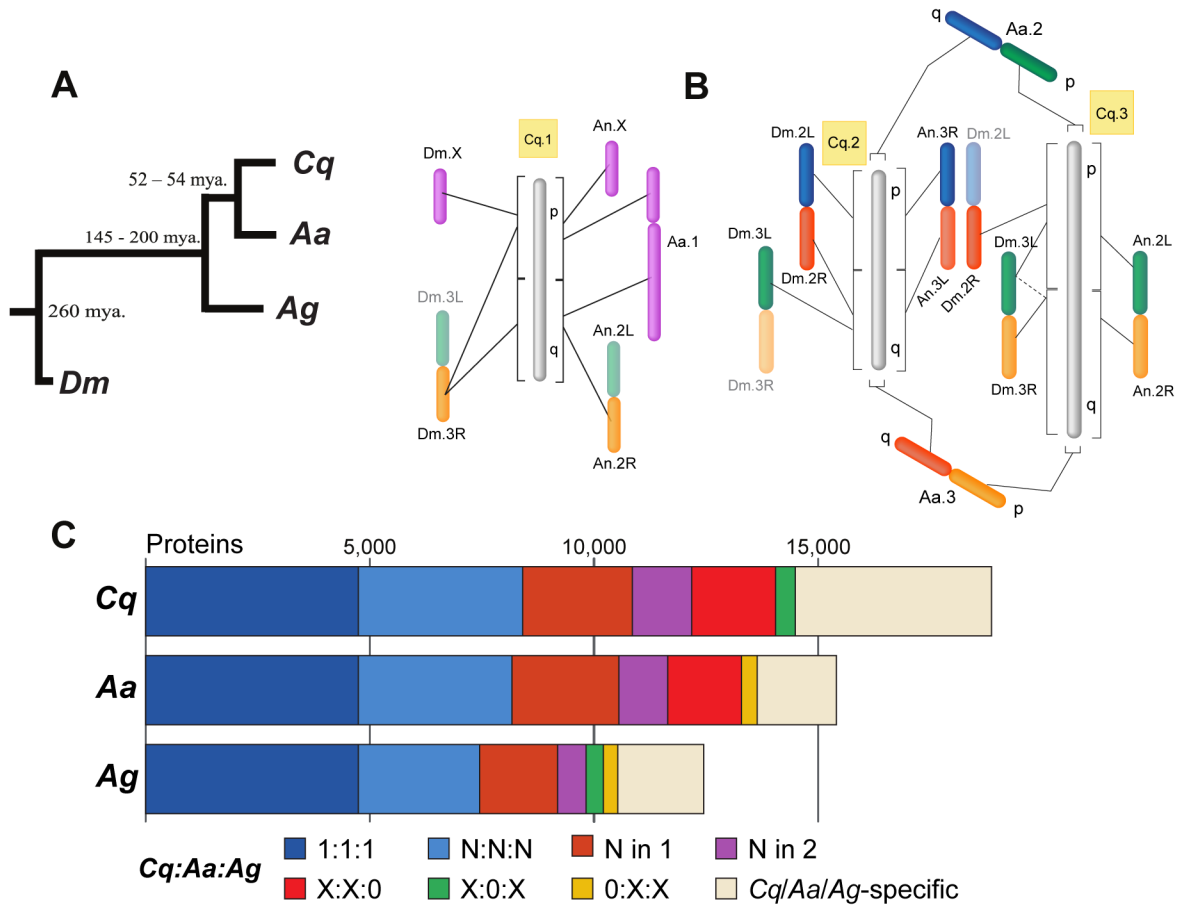 A
52 – 54 mya.
Cq
145 - 200 mya.
Aa
Ag
260 mya.
Dm
Cq.1
Dm.X
An.X
p
Aa.1
Dm.3L
An.2L
q
Dm.3R
An.2R
B
q
Aa.2
p
Cq.2
Cq.3
Dm.2L
An.3R
Dm.2L
p
p
Dm.3L
Dm.2R
An.3L
Dm.2R
Dm.3L
An.2L
q
Dm.3R
Dm.3R
An.2R
q
q
Aa.3
p
C
Proteins 5,000 10,000 15,000
Cq
Aa
Ag
Cq:Aa:Ag
1:1:1 N:N:N N in 1 N in 2
X:X:0 X:0:X 0:X:X Cq/Aa/Ag-specific